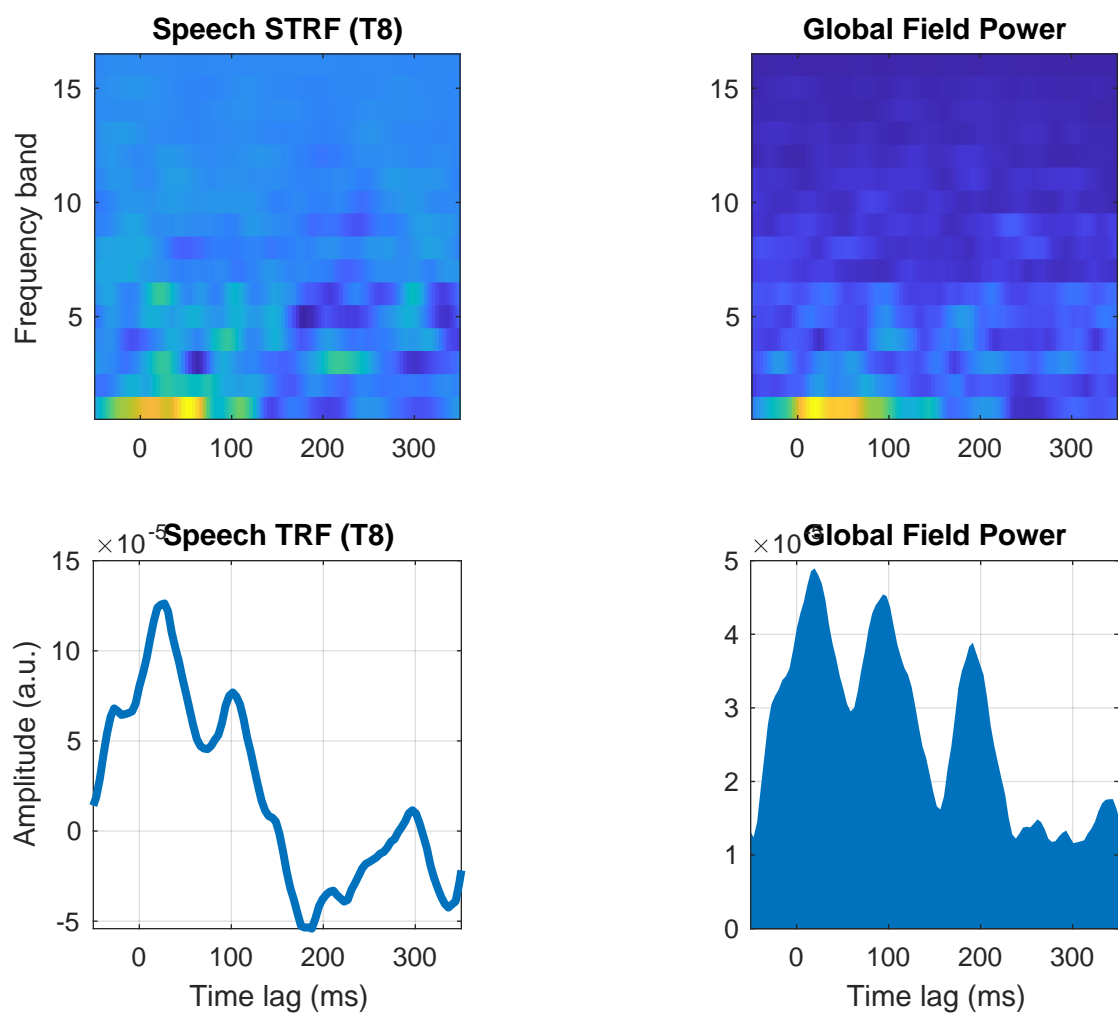 Speech STRF (T8)
Global Field Power
Frequency band
15
10
5
0 100 200 300
15
10
5
0 100 200 300
×10^-5
Speech TRF (T8)
×10^-5
Global Field Power
Amplitude (a.u.)
15
10
5
0
-5
0 100 200 300
Time lag (ms)
5
4
3
2
1
0
0 100 200 300
Time lag (ms)